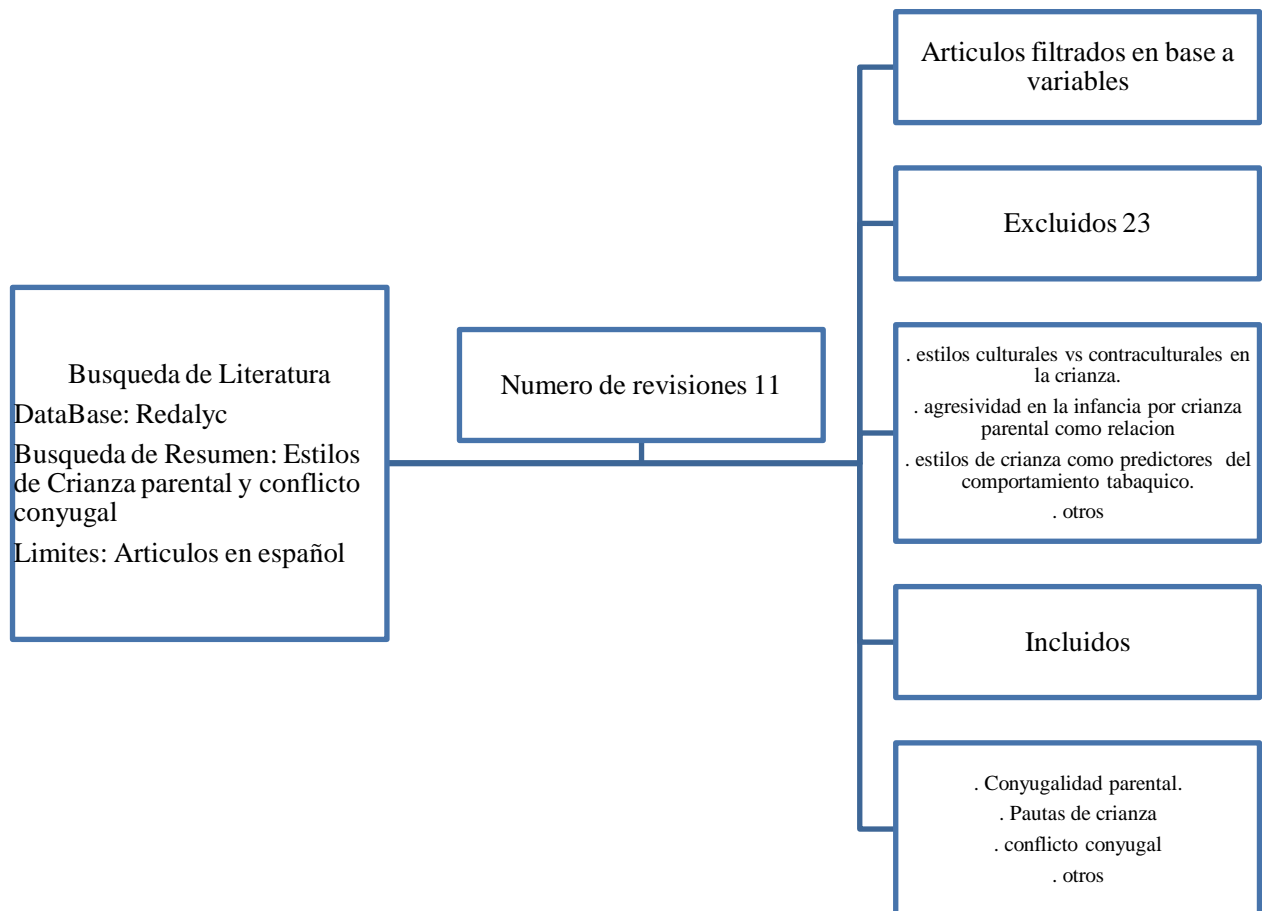 Busqueda de Literatura
DataBase: Redalyc
Busqueda de Resumen: Estilos
de Crianza parental y conflicto
conyugal
Limites: Articulos en español
Numero de revisiones 11
Articulos filtrados en base a
variables
Excluidos 23
. estilos culturales vs contraculturales en
la crianza.
. agresividad en la infancia por crianza
parental como relacion
. estilos de crianza como predictores del
comportamiento tabaquico.
. otros
Incluidos
. Conyugalidad parental.
. Pautas de crianza
. conflicto conyugal
. otros